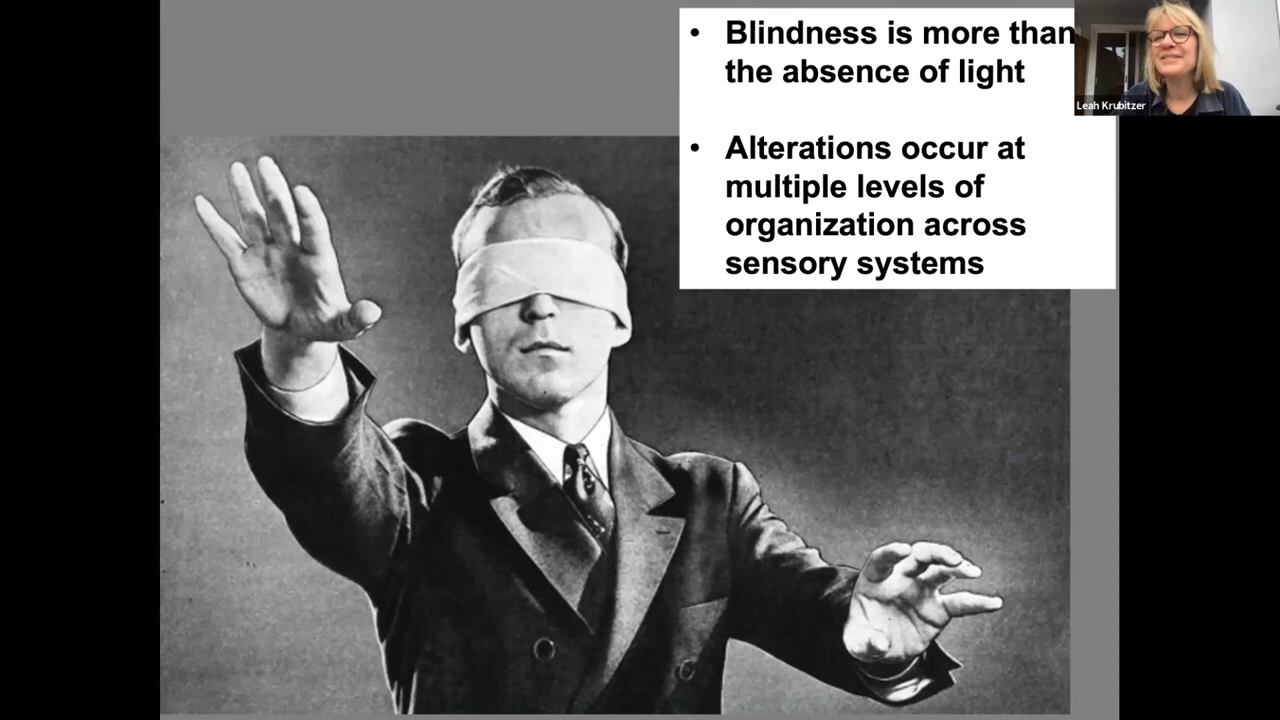 • Blindness is more than
the absence of light
• Alterations occur at
multiple levels of
organization across
sensory systems
Leah Krubitzer